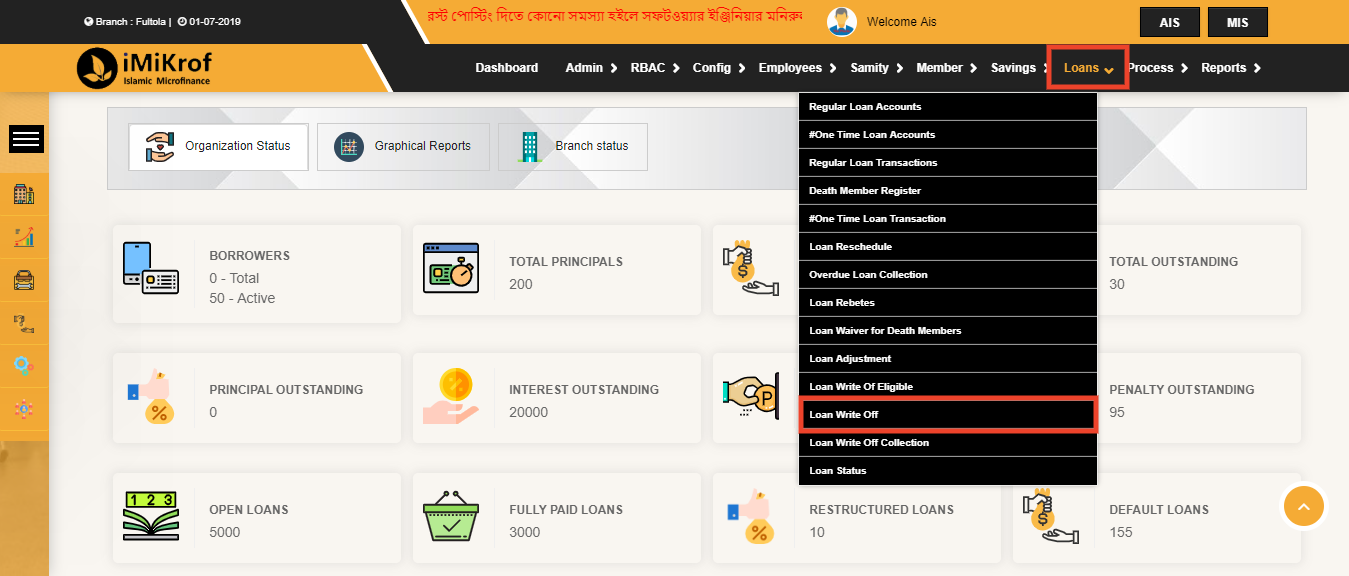 Branch : Fultola | 01-07-2019
রস্ট পোস্টিং দিতে কোনো সমস্যা হইলে সফটওয়্যার ইঞ্জিনিয়ার মনিরুল
Welcome Ais
AIS
MIS
iMiKrof
Islamic Microfinance
Dashboard
Admin
RBAC
Config
Employees
Samity
Member
Savings
Loans
Process
Reports
Regular Loan Accounts
#One Time Loan Accounts
Regular Loan Transactions
Death Member Register
#One Time Loan Transaction
Loan Reschedule
Overdue Loan Collection
Loan Rebetes
Loan Waiver for Death Members
Loan Adjustment
Loan Write Of Eligible
Loan Write Off
Loan Write Off Collection
Loan Status
Organization Status
Graphical Reports
Branch status
BORROWERS
0 - Total
50 - Active
TOTAL PRINCIPALS
200
TOTAL OUTSTANDING
30
PRINCIPAL OUTSTANDING
0
INTEREST OUTSTANDING
20000
PENALTY OUTSTANDING
95
1 2 3
OPEN LOANS
5000
FULLY PAID LOANS
3000
RESTRUCTURED LOANS
10
DEFAULT LOANS
155